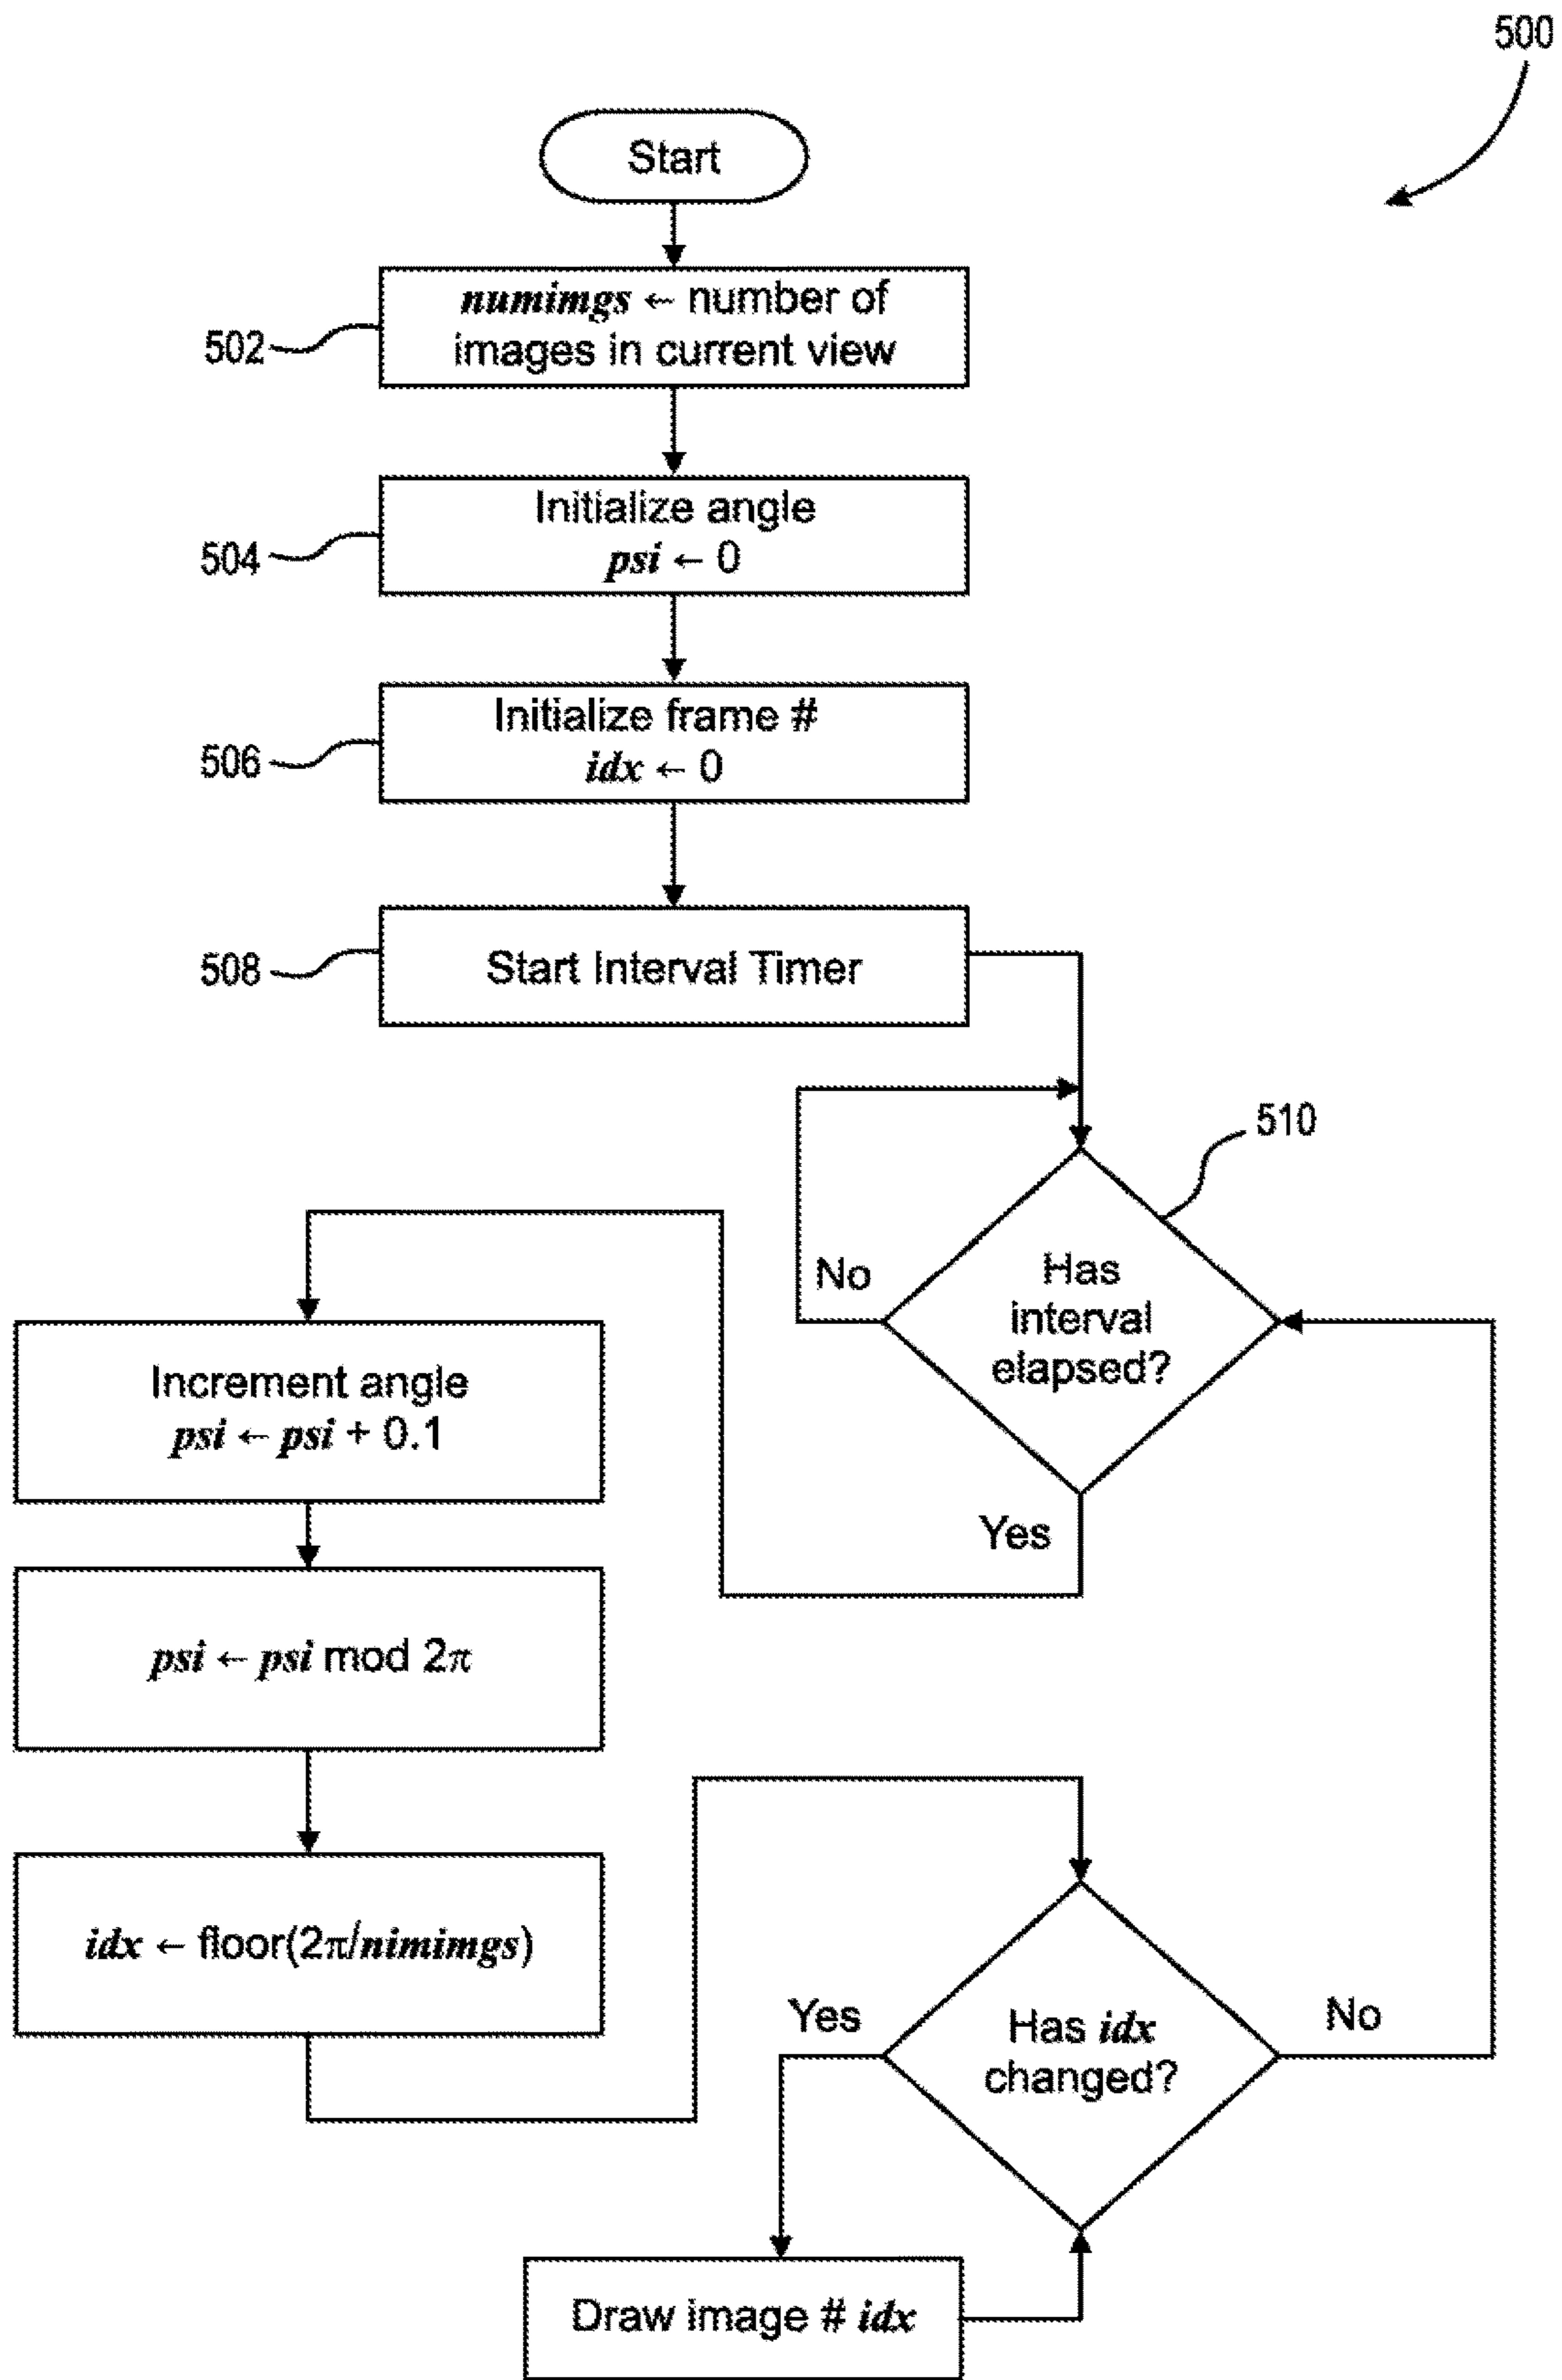 500
Start
numimgs ← number of
images in current view
502
Initialize angle
psi ← 0
504
Initialize frame #
idx ← 0
506
Start Interval Timer
508
510
Has
interval
elapsed?
No
Yes
Increment angle
psi ← psi + 0.1
psi ← psi mod 2π
idx ← floor(2π/nimimgs)
Has idx
changed?
Yes
No
Draw image # idx